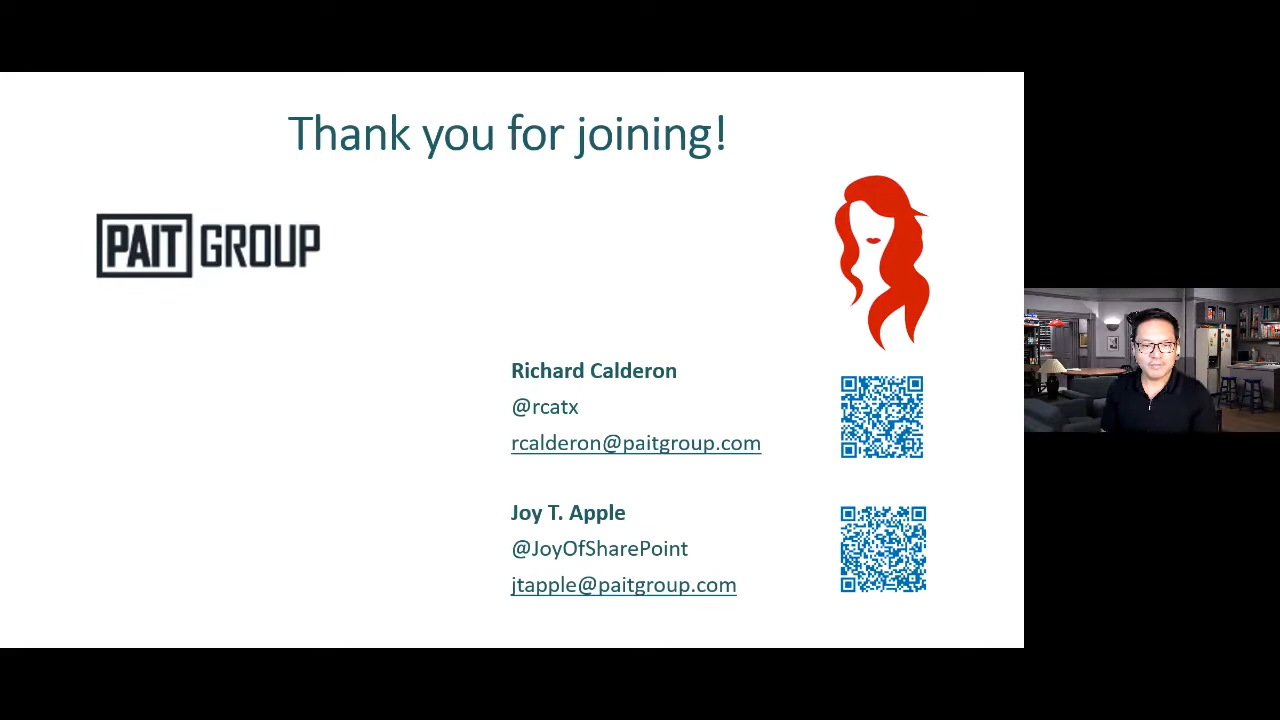 Thank you for joining!
PAIT GROUP
Richard Calderon
@rcatx
rcalderon@paitgroup.com
Joy T. Apple
@JoyOfSharePoint
jtapple@paitgroup.com